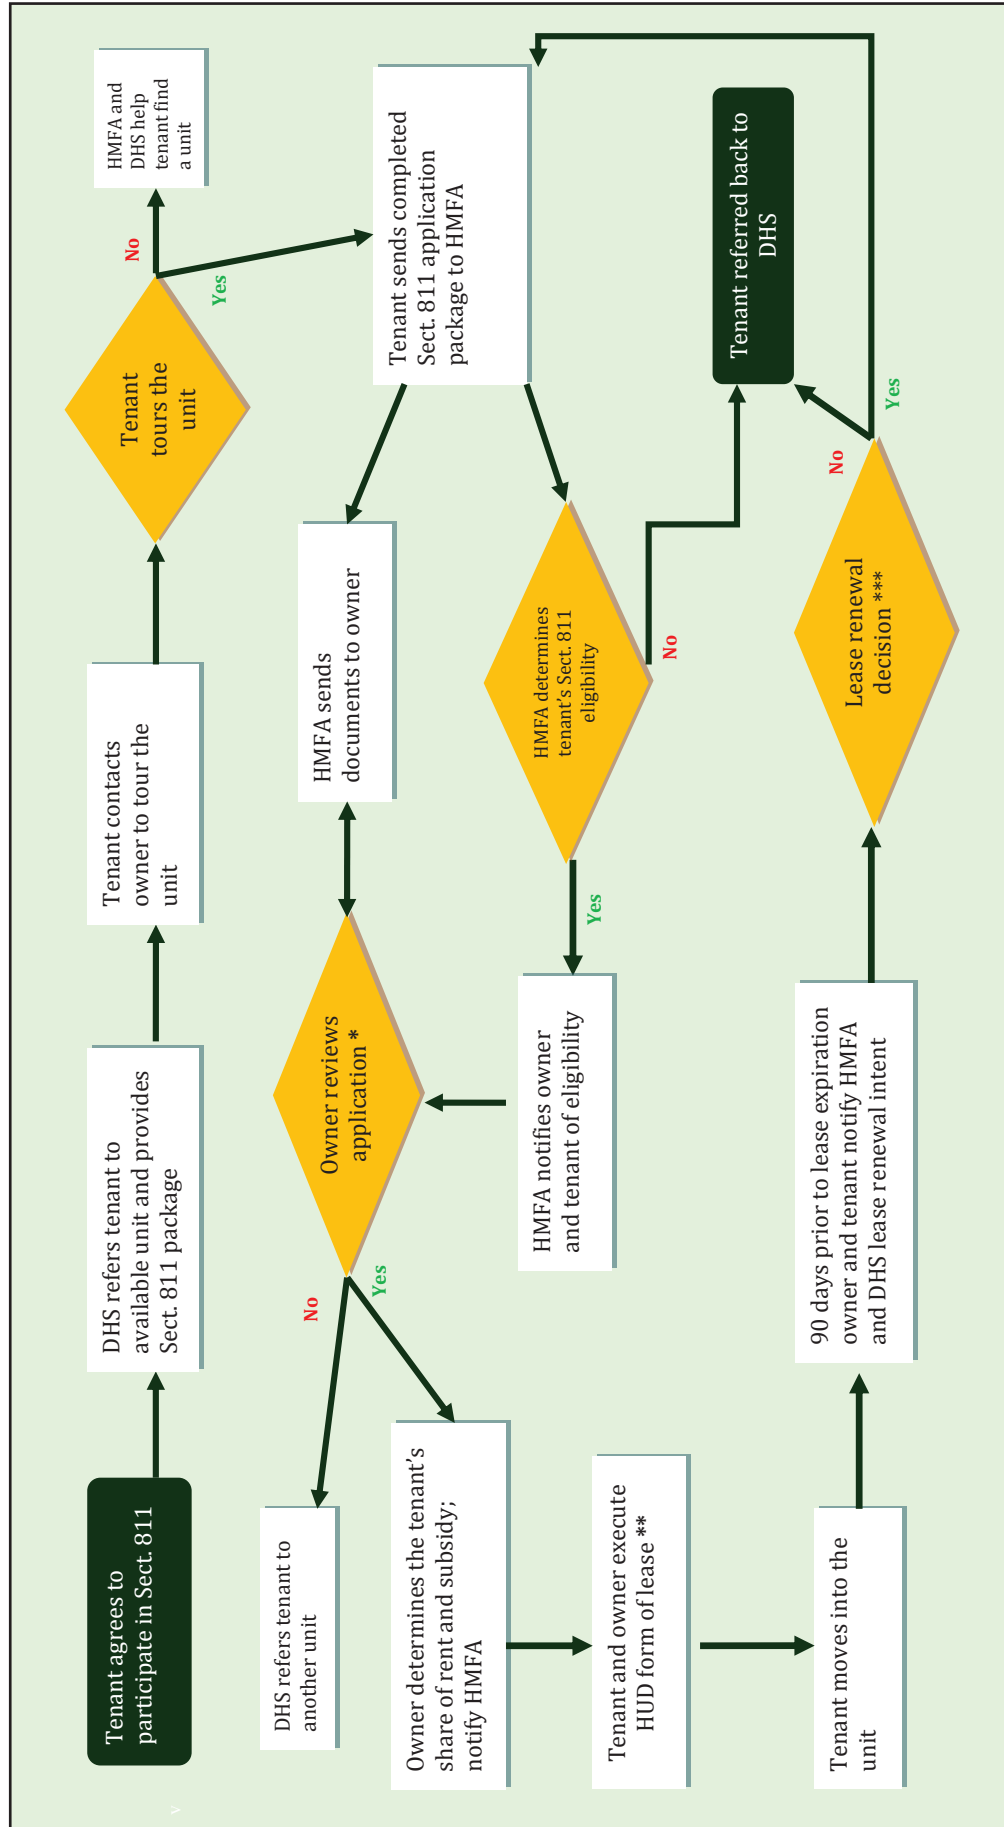 Tenant agrees to
participate in Sect. 811
DHS refers tenant to
available unit and provides
Sect. 811 package
Tenant contacts
owner to tour the
unit
Tenant
tours the
unit
No
HMFA and
DHS help
tenant find
a unit
Yes
Tenant sends completed
Sect. 811 application
package to HMFA
HMFA sends
documents to owner
Owner reviews
application *
No
DHS refers tenant to
another unit
Yes
Owner determines the tenant's
share of rent and subsidy;
notify HMFA
HMFA determines
tenant's Sect. 811
eligibility
Yes
HMFA notifies owner
and tenant of eligibility
No
Tenant referred back to
DHS
Tenant and owner execute
HUD form of lease **
Tenant moves into the
unit
90 days prior to lease expiration
owner and tenant notify HMFA
and DHS lease renewal intent
Lease renewal
decision ***
No
Yes
v